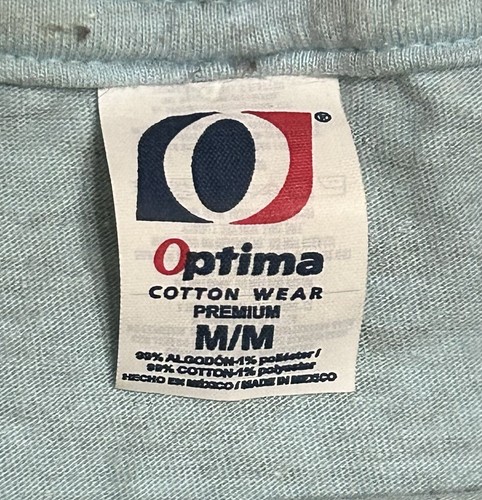 ®
Optima
COTTON WEAR
PREMIUM
M/M
99% ALGODÓN-1% poliéster /
99% COTTON-1% polyester
HECHO EN MÉXICO / MADE IN MEXICO